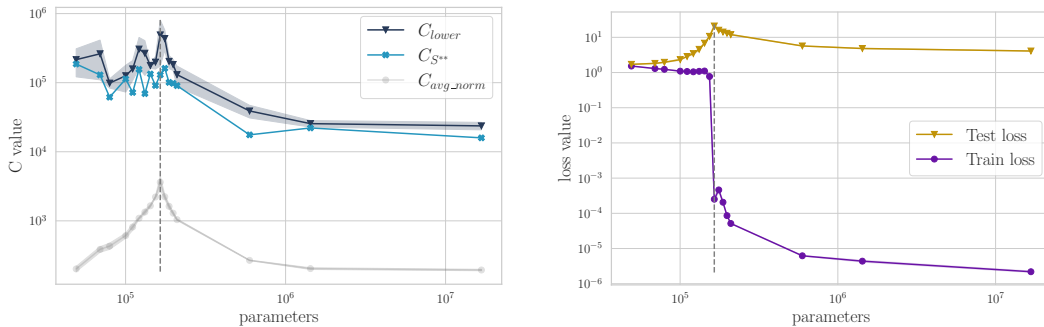 10^6
10^5
10^4
10^3
C value
C_lower
C_S**
C_avg_norm
10^5
10^6
10^7
parameters
10^1
10^0
10^-1
10^-2
10^-3
10^-4
10^-5
10^-6
loss value
Test loss
Train loss
10^5
10^6
10^7
parameters